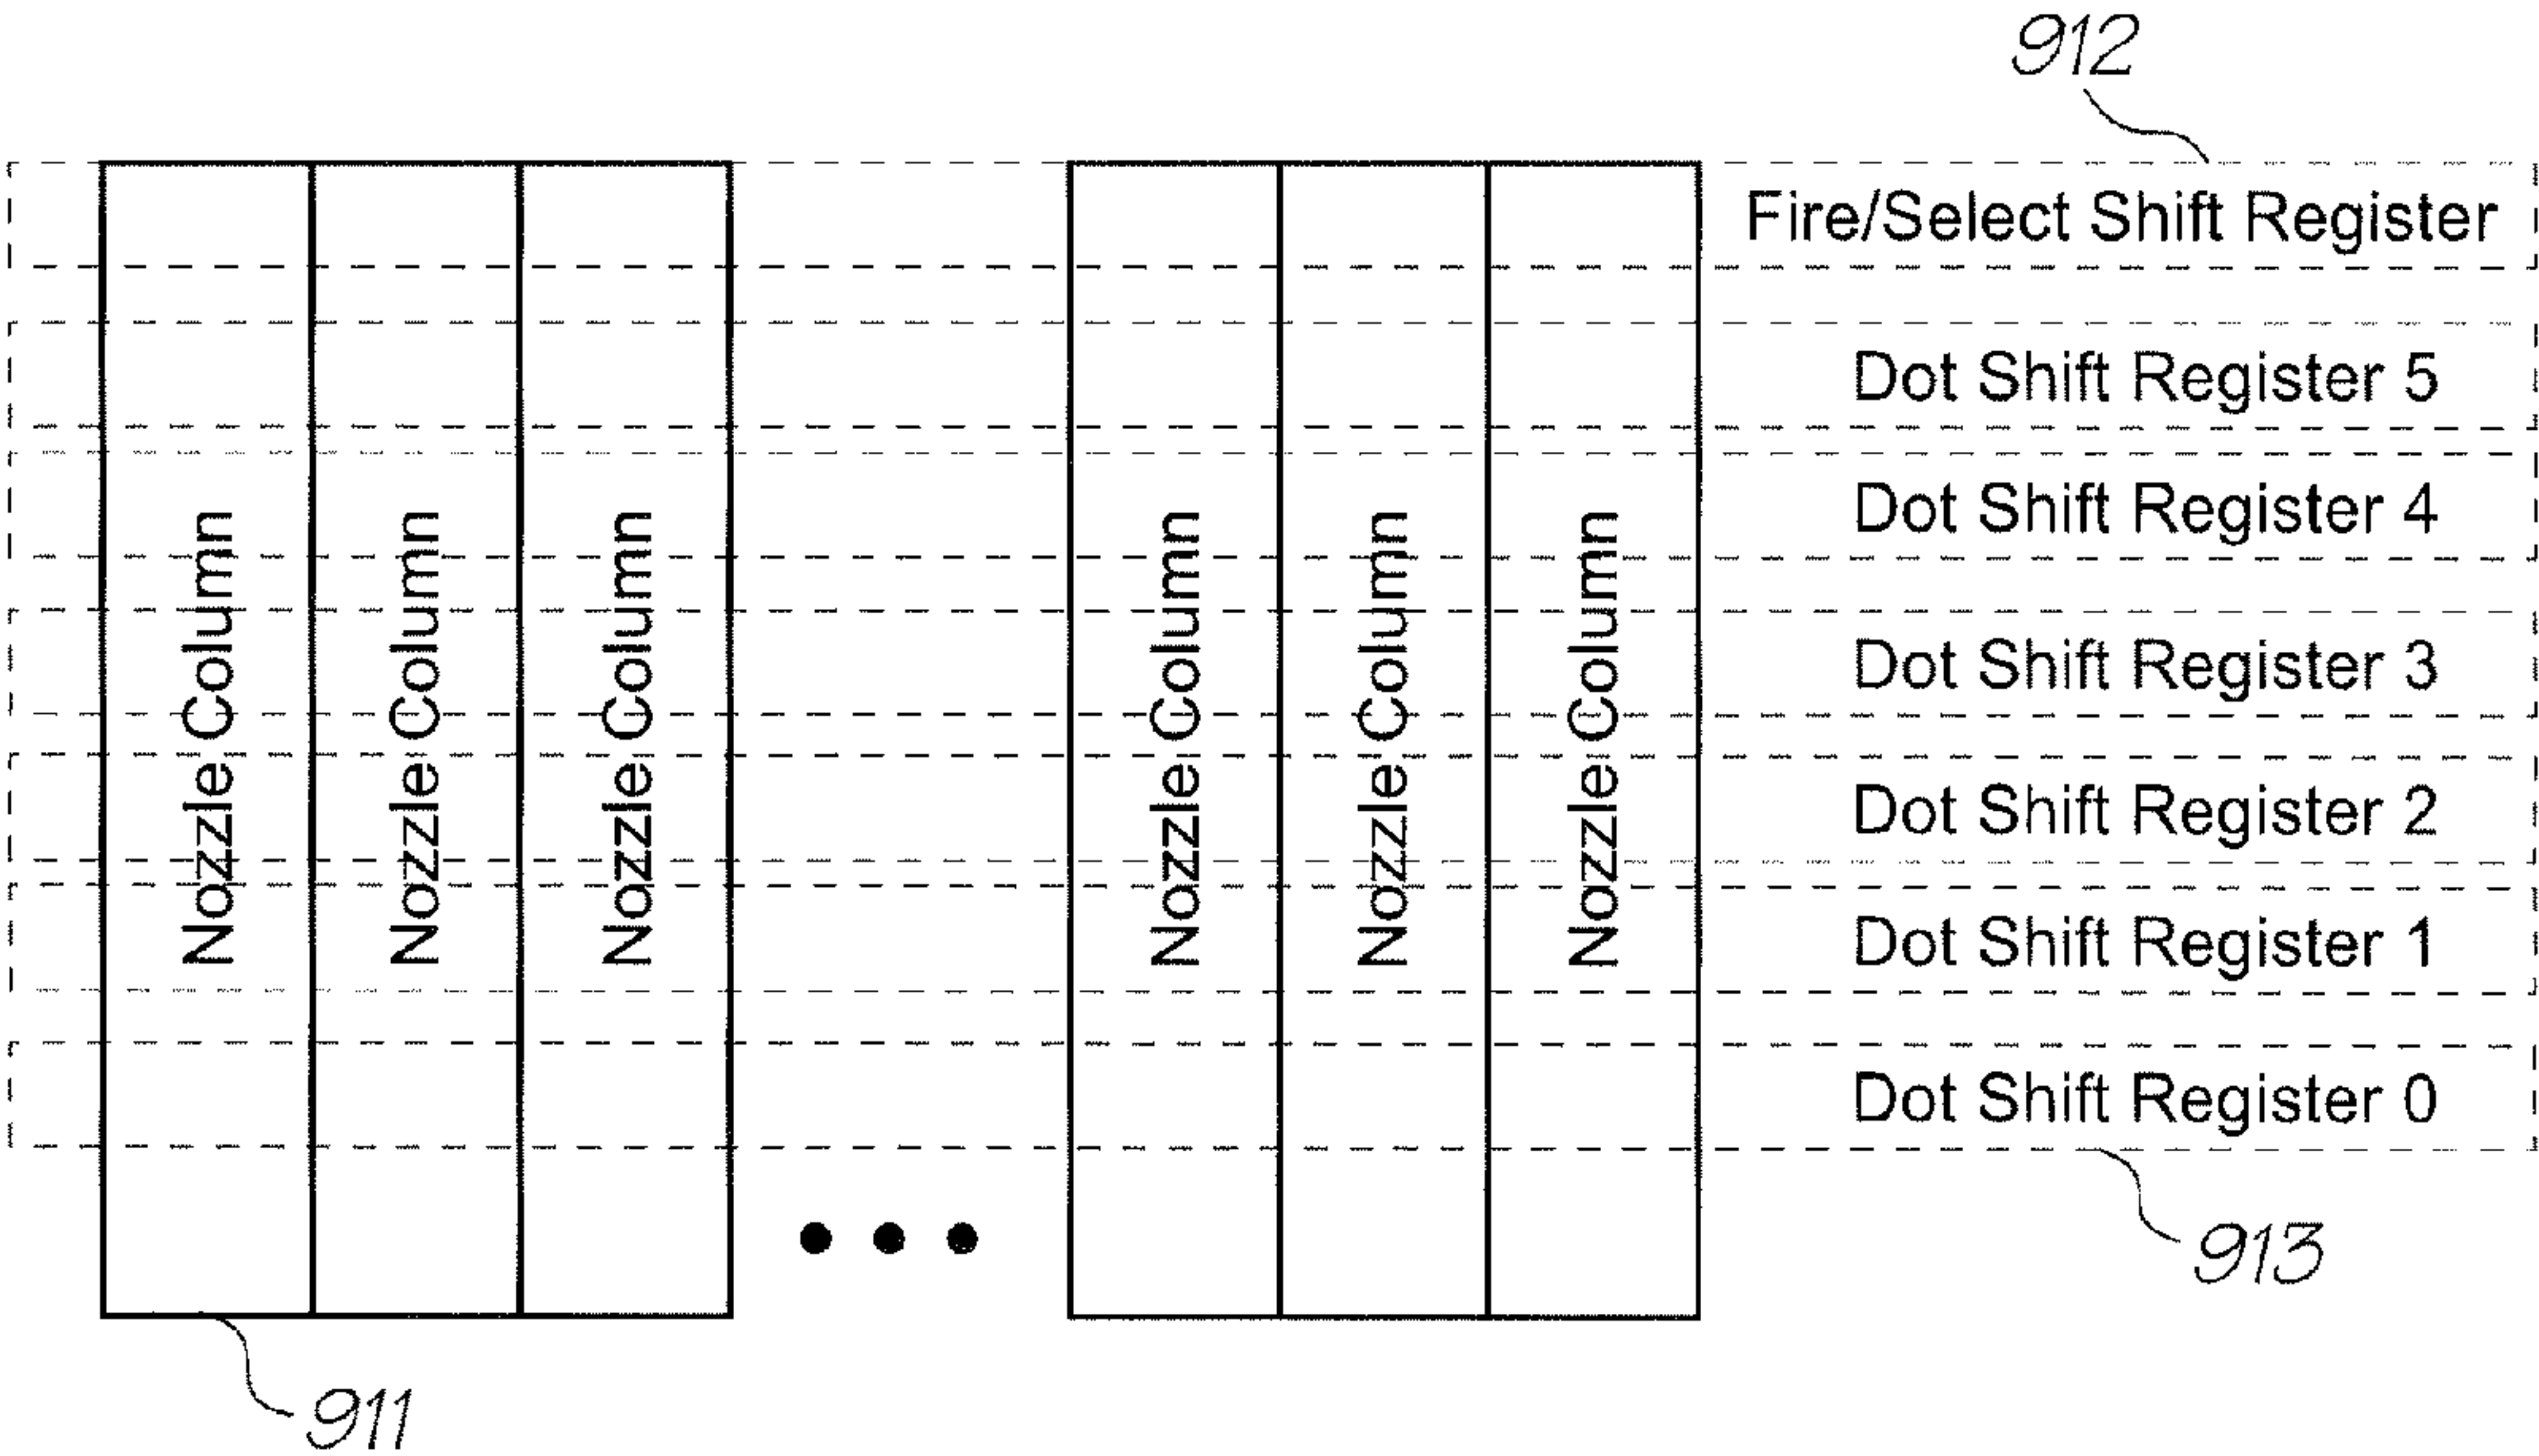 912
Fire/Select Shift Register
Dot Shift Register 5
Dot Shift Register 4
Dot Shift Register 3
Dot Shift Register 2
Dot Shift Register 1
Dot Shift Register 0
Nozzle Column
Nozzle Column
Nozzle Column
Nozzle Column
Nozzle Column
Nozzle Column
913
911